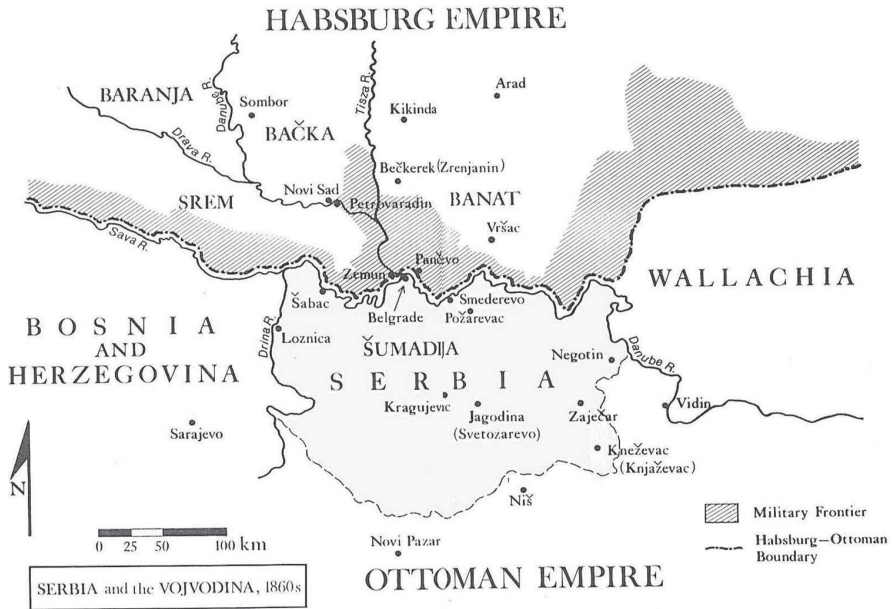 HABSBURG EMPIRE
BARANJA
Danube R.
Sombor
BAČKA
Tisza R.
Arad
Kikinda
Drava R.
Bečkerek (Zrenjanin)
Novi Sad
Petrovaradin
BANAT
SREM
Vršac
Sava R.
Zemun
Pančevo
WALLACHIA
Šabac
Belgrade
Smederevo
Požarevac
BOSNIA
AND
HERZEGOVINA
Drina R.
Loznica
ŠUMADIJA
Negotin
Danube R.
SERBIA
Kragujevic
Jagodina
(Svetozarevo)
Zaječar
Vidin
Sarajevo
Kneževac
(Knjaževac)
N
Niš
Military Frontier
0 25 50 100 km
Novi Pazar
Habsburg—Ottoman
Boundary
OTTOMAN EMPIRE
SERBIA and the VOJVODINA, 1860s